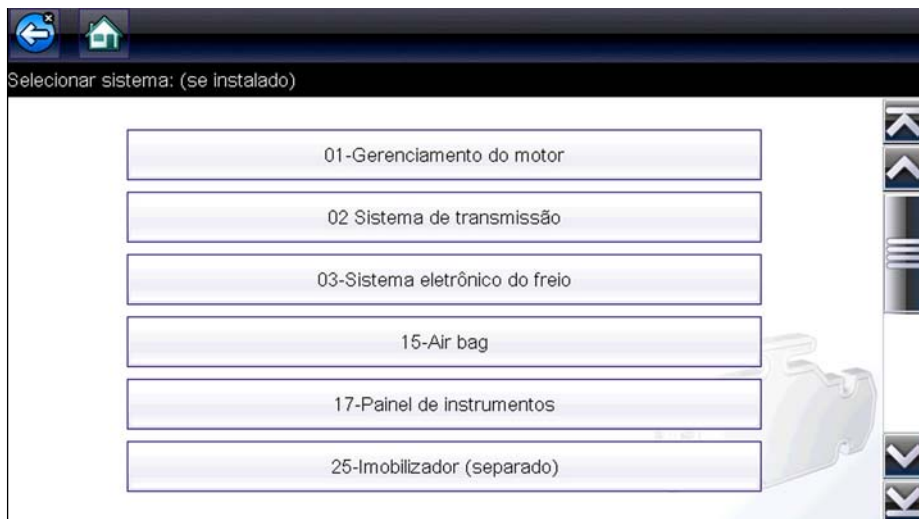 Selecionar sistema: (se instalado)
01-Gerenciamento do motor
02 Sistema de transmissão
03-Sistema eletrônico do freio
15-Air bag
17-Painel de instrumentos
25-Imobilizador (separado)